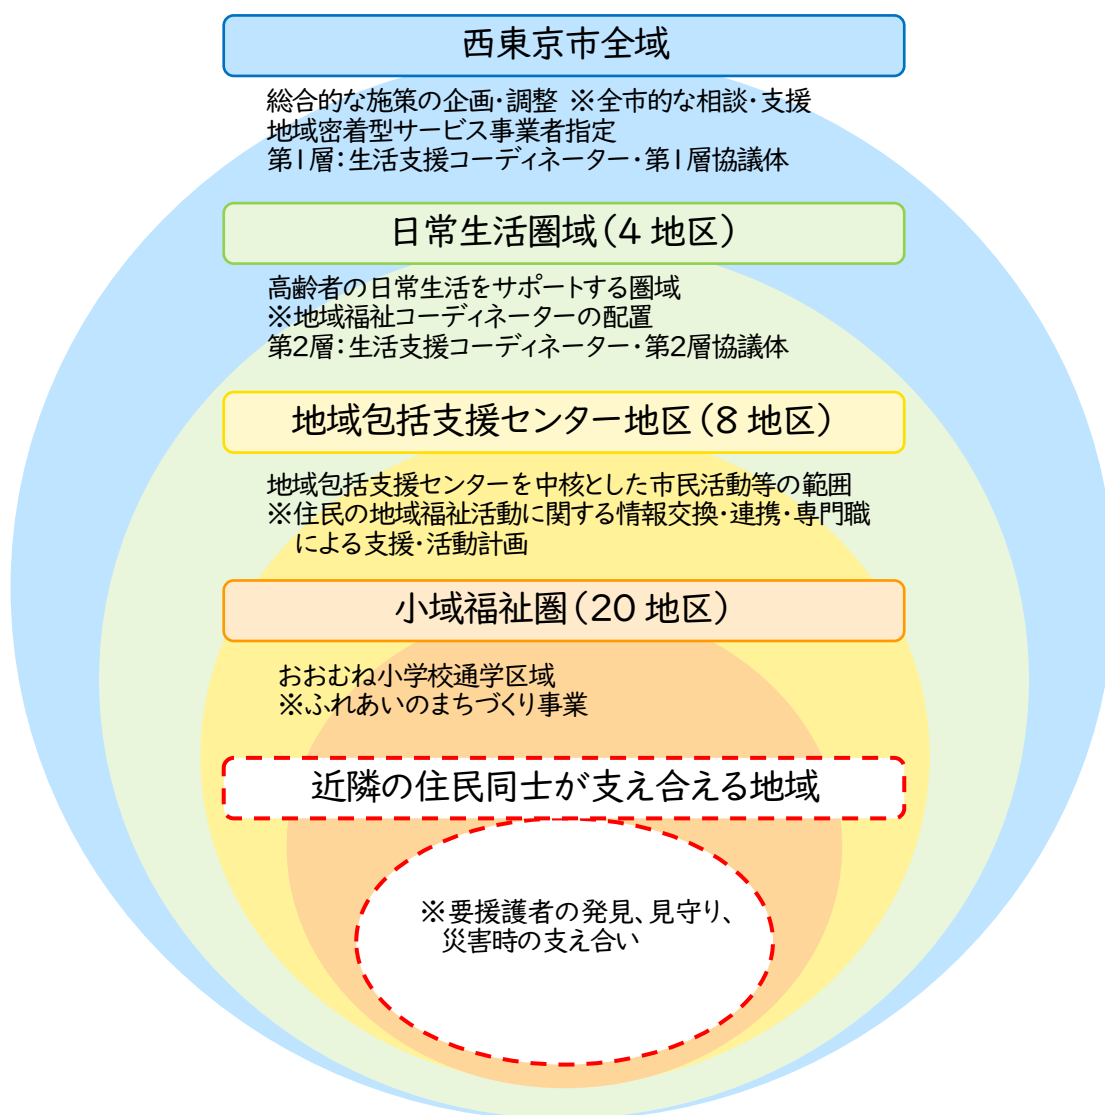 西東京市全域
総合的な施策の企画・調整 ※全市的な相談・支援
地域密着型サービス事業者指定
第1層：生活支援コーディネーター・第1層協議体
日常生活圏域（4 地区）
高齢者の日常生活をサポートする圏域
※地域福祉コーディネーターの配置
第2層：生活支援コーディネーター・第2層協議体
地域包括支援センター地区（8 地区）
地域包括支援センターを中核とした市民活動等の範囲
※住民の地域福祉活動に関する情報交換・連携・専門職
による支援・活動計画
小域福祉圏（20 地区）
おおむね小学校通学区域
※ふれあいのまちづくり事業
近隣の住民同士が支え合える地域
※要援護者の発見、見守り、
災害時の支え合い